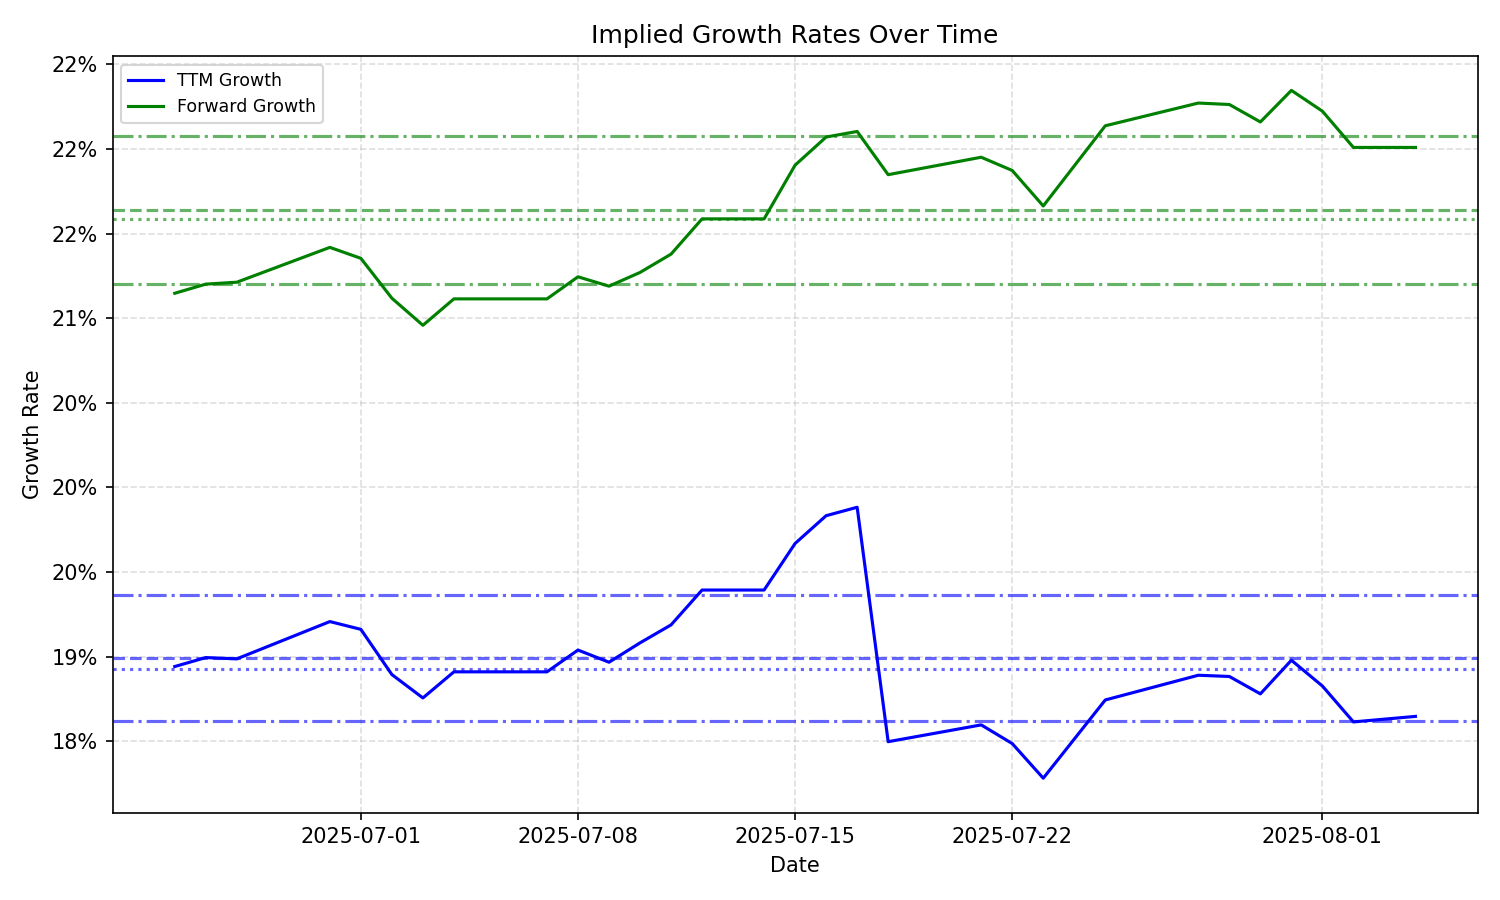 Implied Growth Rates Over Time
TTM Growth
Forward Growth
22%
22%
22%
21%
20%
20%
20%
19%
18%
Growth Rate
2025-07-01
2025-07-08
2025-07-15
2025-07-22
2025-08-01
Date